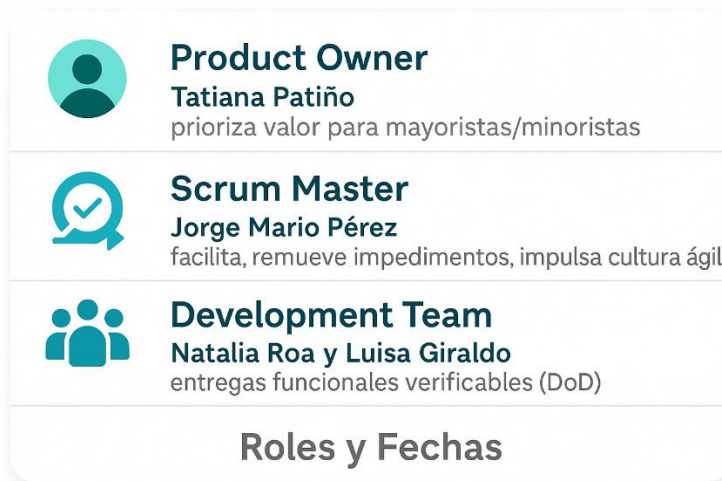 Product Owner
Tatiana Patiño
prioriza valor para mayoristas/minoristas
Scrum Master
Jorge Mario Pérez
facilita, remueve impedimentos, impulsa cultura ágil
Development Team
Natalia Roa y Luisa Giraldo
entregas funcionales verificables (DoD)
Roles y Fechas